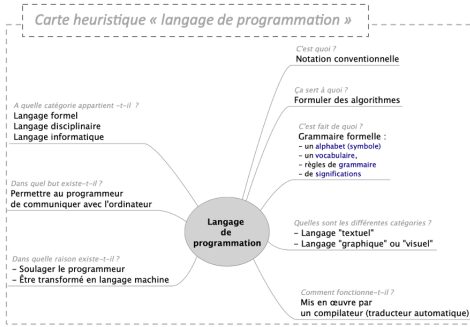 Carte heuristique « langage de programmation »
C'est quoi ?
Notation conventionnelle
Ça sert à quoi ?
Formuler des algorithmes
C'est fait de quoi ?
Grammaire formelle :
- un alphabet (symbole)
- un vocabulaire,
- règles de grammaire
- de significations
Quelles sont les différentes catégories ?
- Langage "textuel"
- Langage "graphique" ou "visuel"
Comment fonctionne-t-il ?
Mis en œuvre par
un compilateur (traducteur automatique)
A quelle catégorie appartient -t-il ?
Langage formel
Langage disciplinaire
Langage informatique
Dans quel but existe-t-il ?
Permettre au programmeur
de communiquer avec l'ordinateur
Dans quelle raison existe-t-il ?
- Soulager le programmeur
- Être transformé en langage machine
Langage
de
programmation